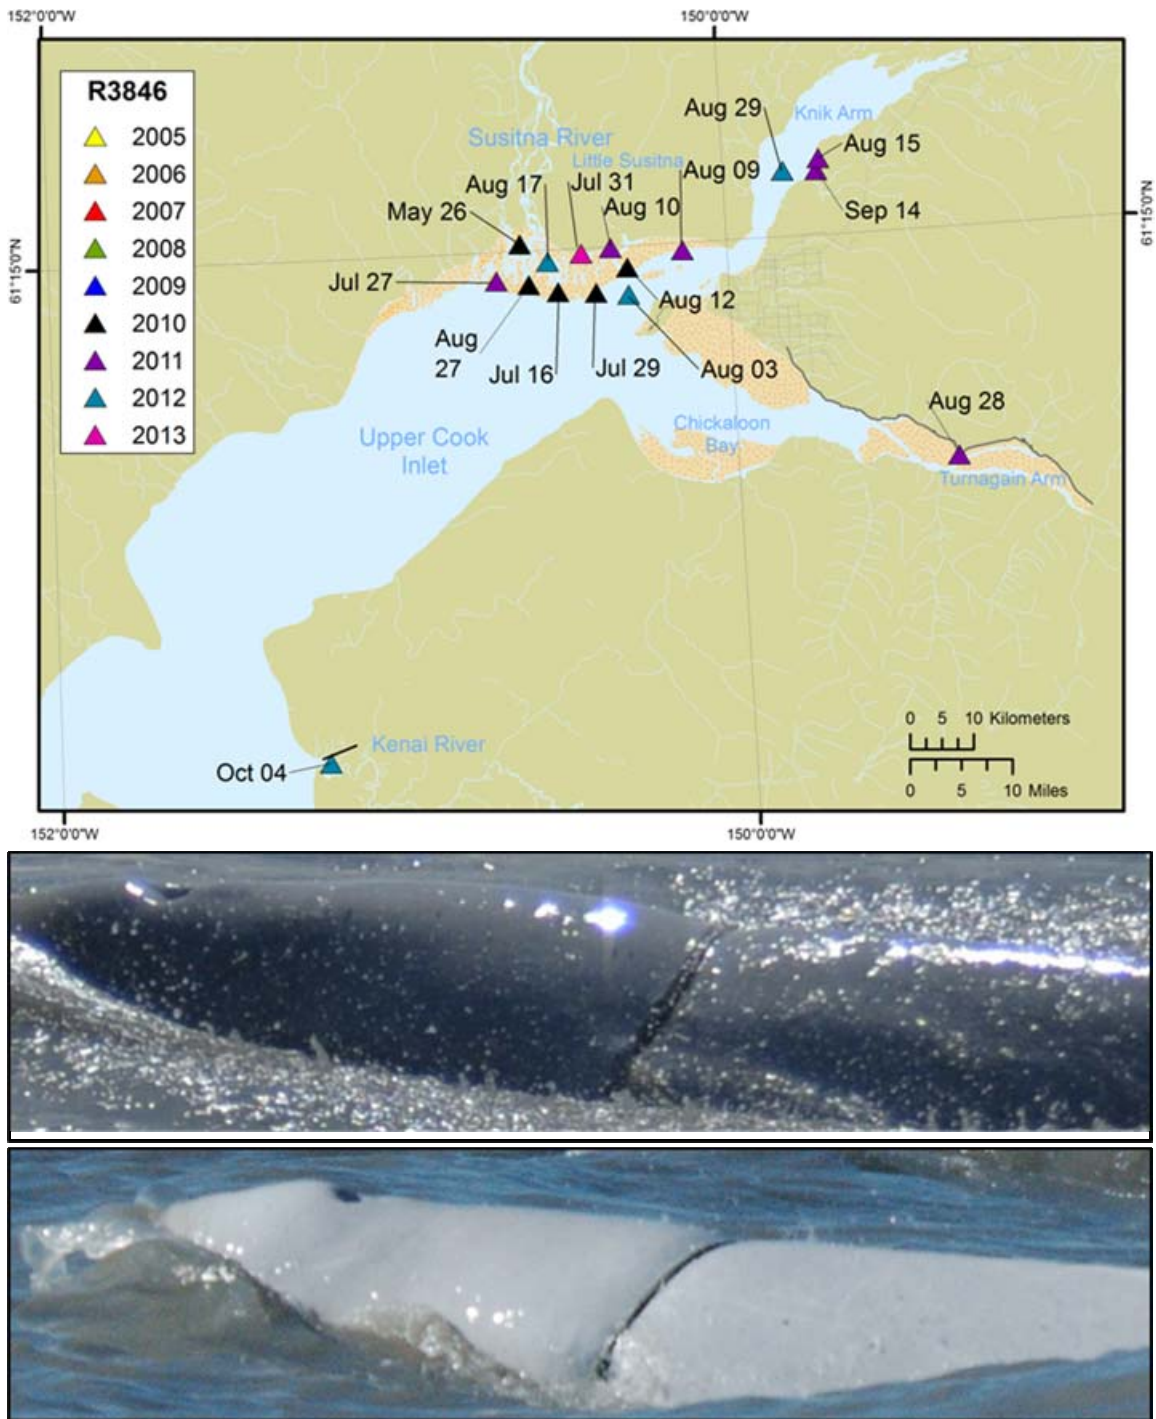 152°0'0"W
150°0'0"W
R3846
2005
2006
2007
2008
2009
2010
2011
2012
2013
Aug 29
Knik Arm
Susitna River
Little Susitna
Aug 15
Aug 17
Jul 31
Aug 09
May 26
Aug 10
Sep 14
61°15'0"N
61°15'0"N
Jul 27
Aug 12
Aug
27
Jul 16
Jul 29
Aug 03
Aug 28
Upper Cook
Inlet
Chickaloon
Bay
Turnagain Arm
0 5 10 Kilometers
0 5 10 Miles
Kenai River
Oct 04
152°0'0"W
150°0'0"W